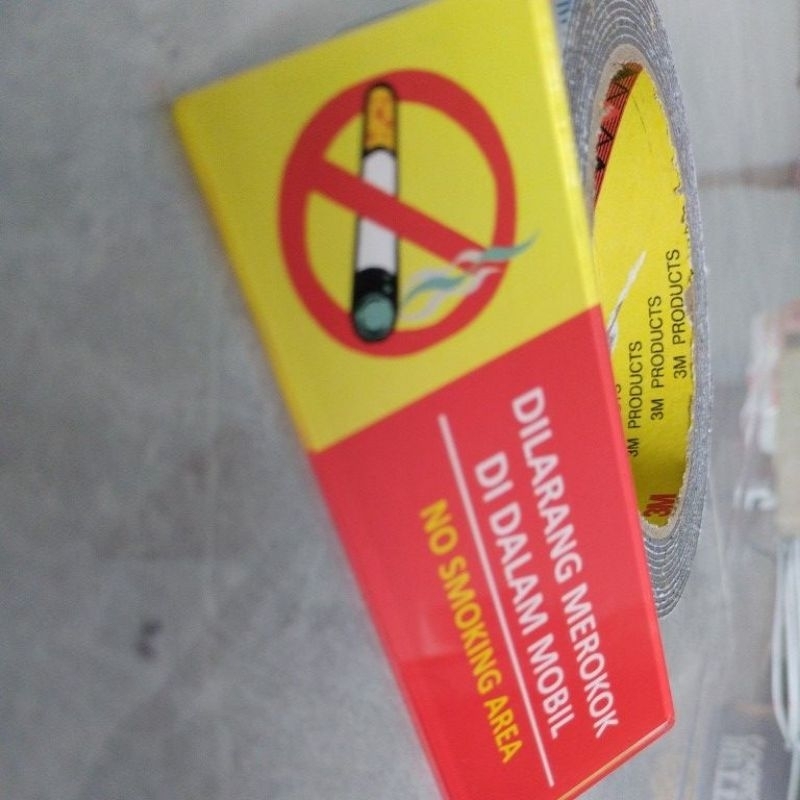 DILARANG MEROKOK
DI DALAM MOBIL
NO SMOKING AREA
3M PRODUCTS
3M PRODUCTS
3M PRODUCTS
3M